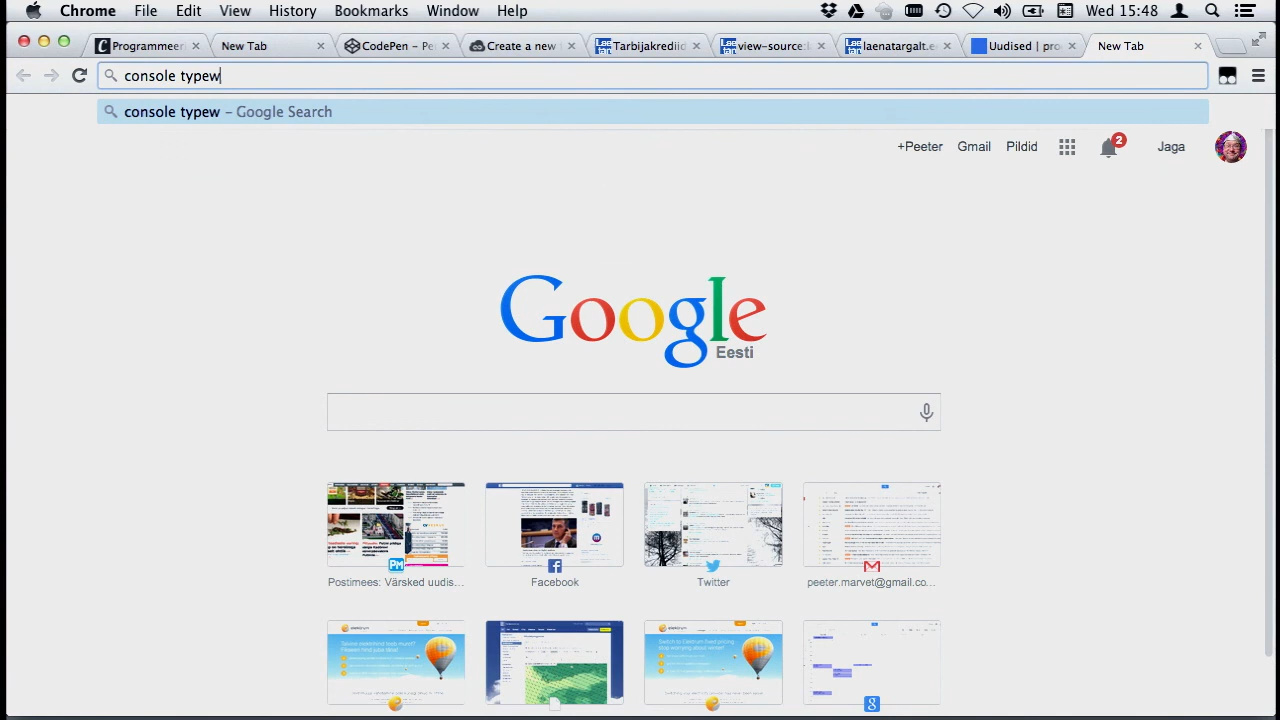 Chrome File Edit View History Bookmarks Window Help Wed 15:48
Programmeer New Tab CodePen - Pe Create a new Tarbijakrediid view-source laenatargalt.e Uudised | pro New Tab
console typew
console typew – Google Search
+Peeter Gmail Pildid 2 Jaga
Google
Eesti
Postimees: Värsked uudis... Facebook Twitter peeter.marvet@gmail.co...